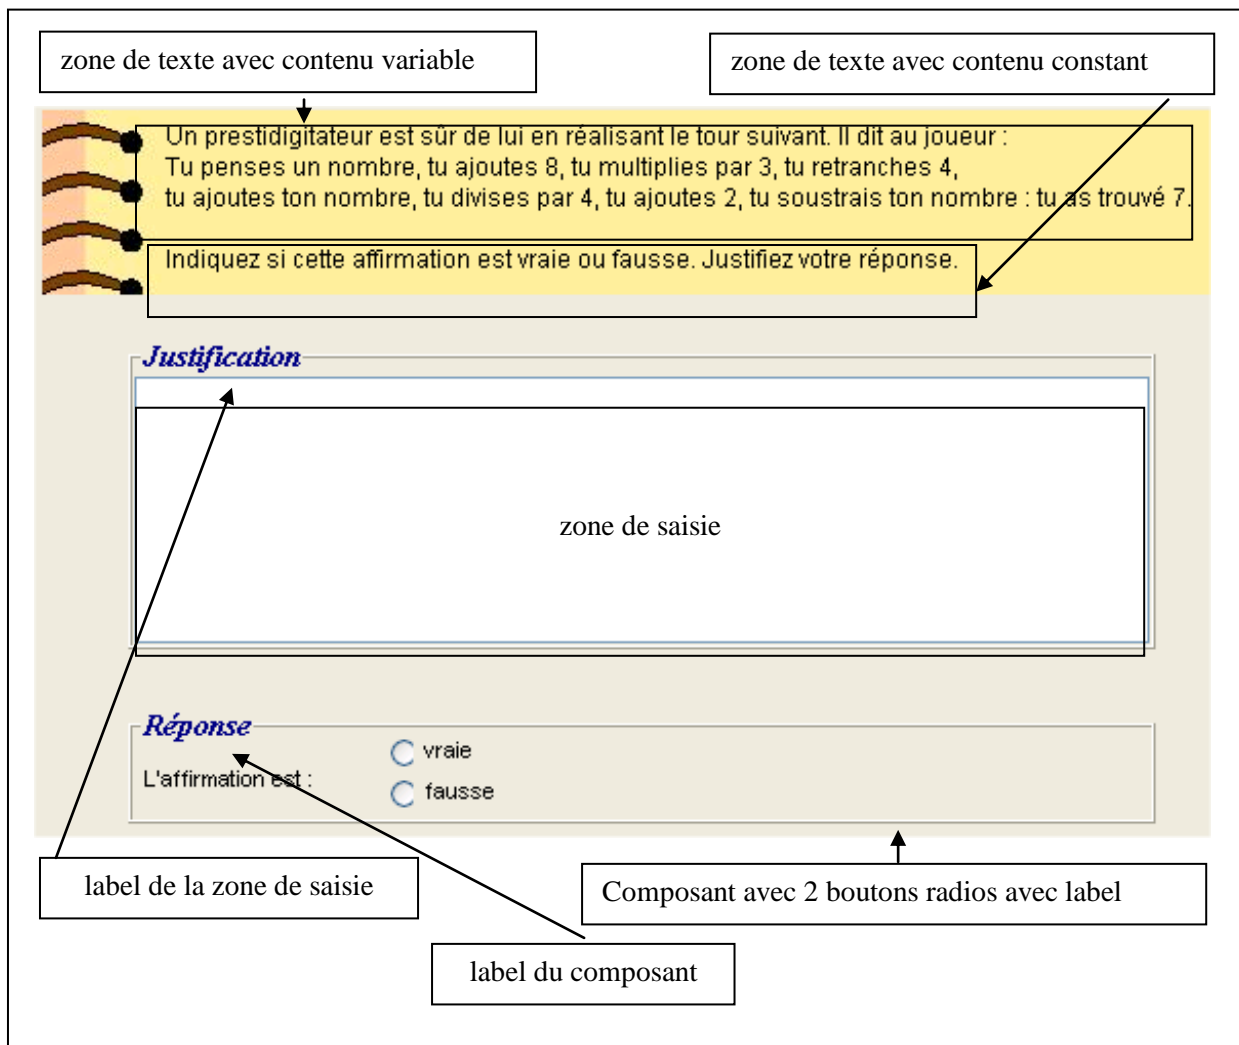 zone de texte avec contenu variable
zone de texte avec contenu constant
Un prestidigitateur est sûr de lui en réalisant le tour suivant. Il dit au joueur :
Tu penses un nombre, tu ajoutes 8, tu multiplies par 3, tu retranches 4,
tu ajoutes ton nombre, tu divises par 4, tu ajoutes 2, tu soustrais ton nombre : tu as trouvé 7.
Indiquez si cette affirmation est vraie ou fausse. Justifiez votre réponse.
Justification
zone de saisie
Réponse
vraie
L'affirmation est :
fausse
label de la zone de saisie
Composant avec 2 boutons radios avec label
label du composant